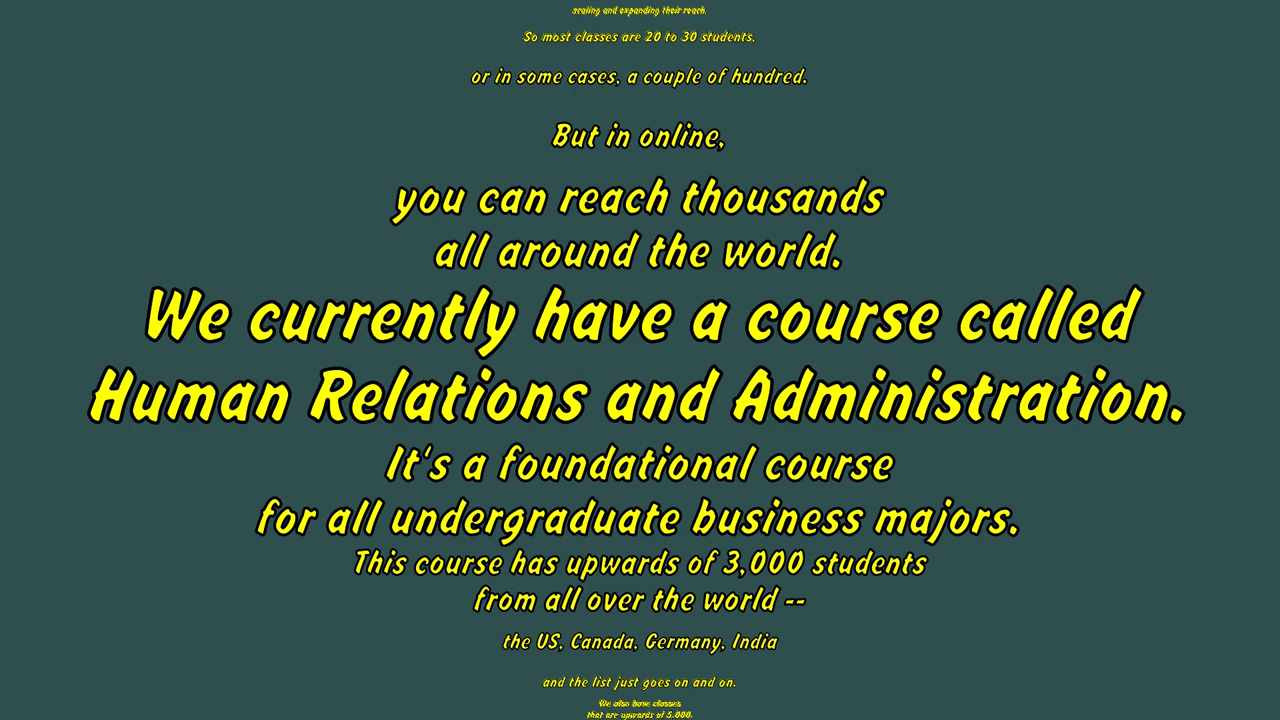 scaling and expanding their reach.
So most classes are 20 to 30 students,
or in some cases, a couple of hundred.
But in online,
you can reach thousands
all around the world.
We currently have a course called
Human Relations and Administration.
It's a foundational course
for all undergraduate business majors.
This course has upwards of 3,000 students
from all over the world --
the US, Canada, Germany, India
and the list just goes on and on.
We also have classes
that are upwards of 5,000.